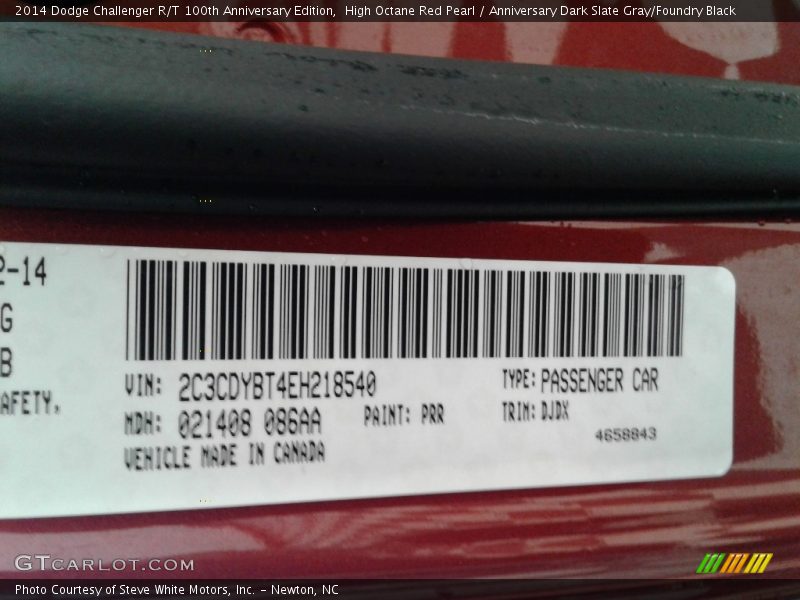 2014 Dodge Challenger R/T 100th Anniversary Edition, High Octane Red Pearl / Anniversary Dark Slate Gray/Foundry Black
2-14
G
B
AFETY.
VIN: 2C3CDYBT4EH218540
TYPE: PASSENGER CAR
MDH: 021408 086AA
PAINT: PRR
TRIM: DJDX
VEHICLE MADE IN CANADA
4658843
GTCARLOT.COM
Photo Courtesy of Steve White Motors, Inc. – Newton, NC